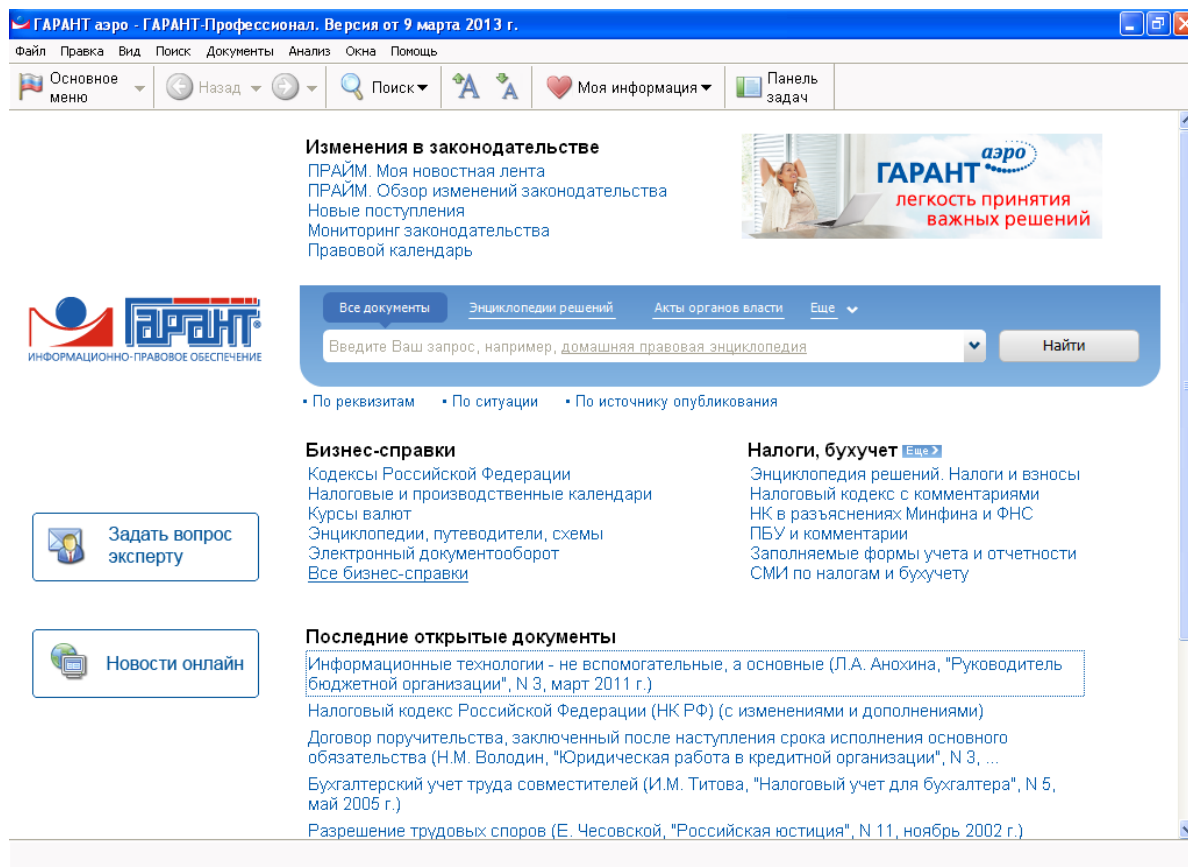 ГАРАНТ аэро - ГАРАНТ-Профессионал. Версия от 9 марта 2013 г.
Файл Правка Вид Поиск Документы Анализ Окна Помощь
Основное меню Назад Поиск А А Моя информация Панель задач
Изменения в законодательстве
ПРАЙМ. Моя новостная лента
ПРАЙМ. Обзор изменений законодательства
Новые поступления
Мониторинг законодательства
Правовой календарь
ГАРАНТ аэро
легкость принятия
важных решений
ГАРАНТ
ИНФОРМАЦИОННО-ПРАВОВОЕ ОБЕСПЕЧЕНИЕ
Все документы Энциклопедии решений Акты органов власти Еще
Введите Ваш запрос, например, домашняя правовая энциклопедия Найти
• По реквизитам • По ситуации • По источнику опубликования
Бизнес-справки
Кодексы Российской Федерации
Налоговые и производственные календари
Курсы валют
Энциклопедии, путеводители, схемы
Электронный документооборот
Все бизнес-справки
Налоги, бухучет Еще >
Энциклопедия решений. Налоги и взносы
Налоговый кодекс с комментариями
НК в разъяснениях Минфина и ФНС
ПБУ и комментарии
Заполняемые формы учета и отчетности
СМИ по налогам и бухучету
Задать вопрос
эксперту
Новости онлайн
Последние открытые документы
Информационные технологии - не вспомогательные, а основные (Л.А. Анохина, "Руководитель
бюджетной организации", N 3, март 2011 г.)
Налоговый кодекс Российской Федерации (НК РФ) (с изменениями и дополнениями)
Договор поручительства, заключенный после наступления срока исполнения основного
обязательства (Н.М. Володин, "Юридическая работа в кредитной организации", N 3, ...
Бухгалтерский учет труда совместителей (И.М. Титова, "Налоговый учет для бухгалтера", N 5,
май 2005 г.)
Разрешение трудовых споров (Е. Чесовской, "Российская юстиция", N 11, ноябрь 2002 г.)